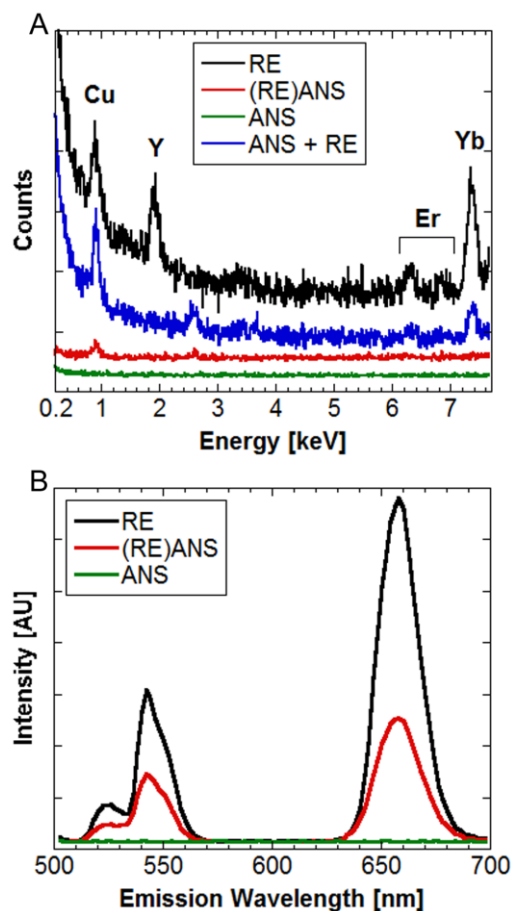 A
RE
(RE)ANS
ANS
ANS + RE
Cu
Y
Yb
Er
Counts
0.2 1 2 3 4 5 6 7
Energy [keV]
B
RE
(RE)ANS
ANS
Intensity [AU]
500 550 600 650 700
Emission Wavelength [nm]